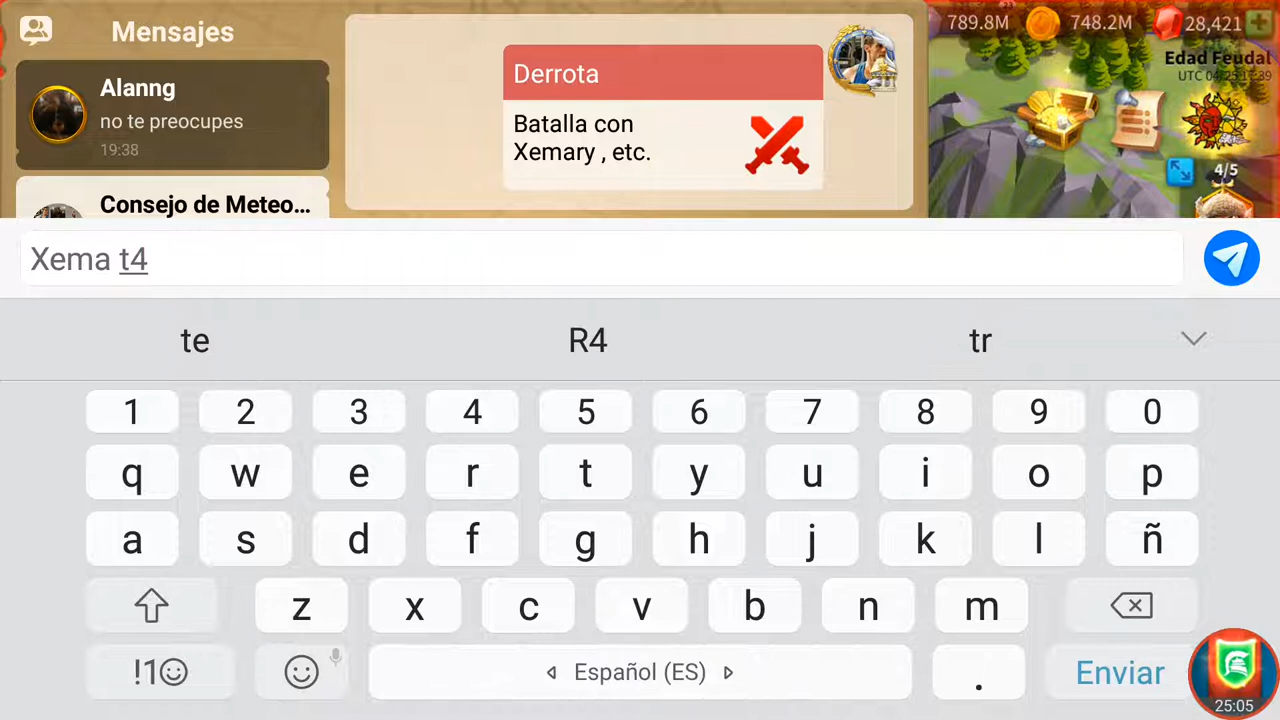 Mensajes
Alanng
no te preocupes
19:38
Consejo de Meteo...
Derrota
Batalla con
Xemary , etc.
789.8M 748.2M 28,421
Edad Feudal
4/5
Xema t4
te R4 tr
1 2 3 4 5 6 7 8 9 0
q w e r t y u i o p
a s d f g h j k l ñ
z x c v b n m
!1 Español (ES) . Enviar
25:05